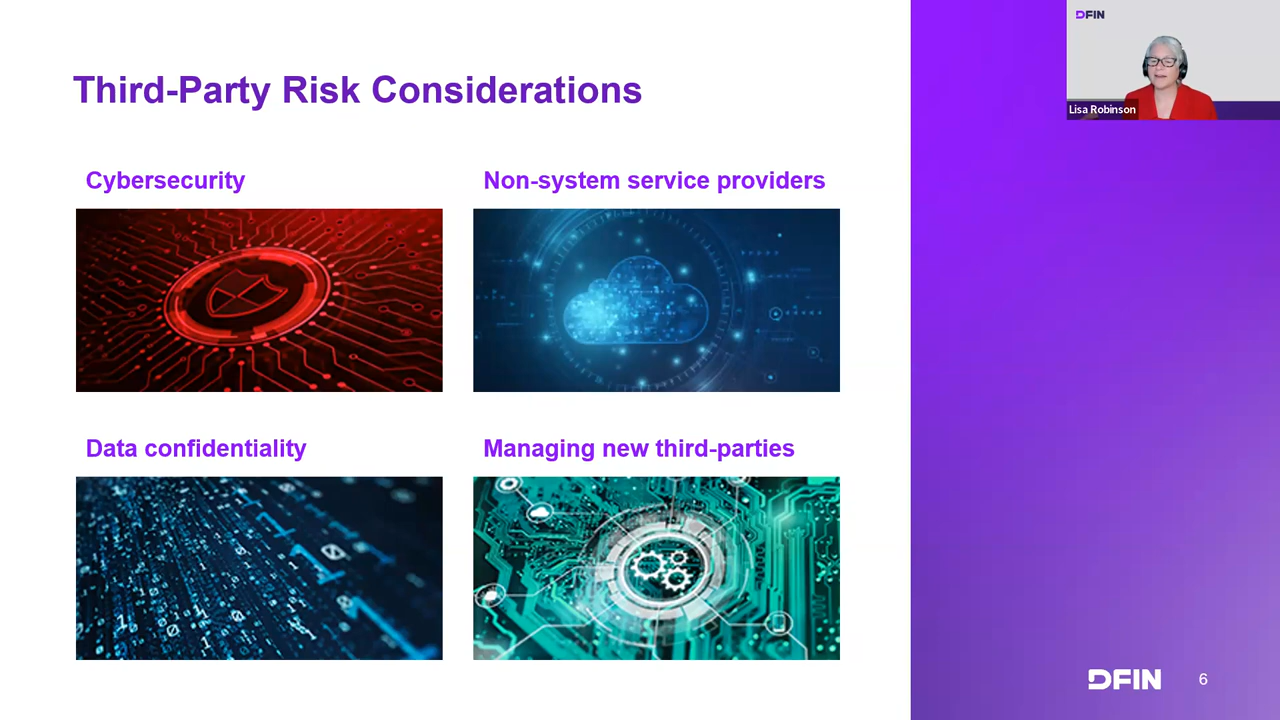 DFIN
Lisa Robinson
Third-Party Risk Considerations
Cybersecurity
Non-system service providers
Data confidentiality
Managing new third-parties
DFIN
6